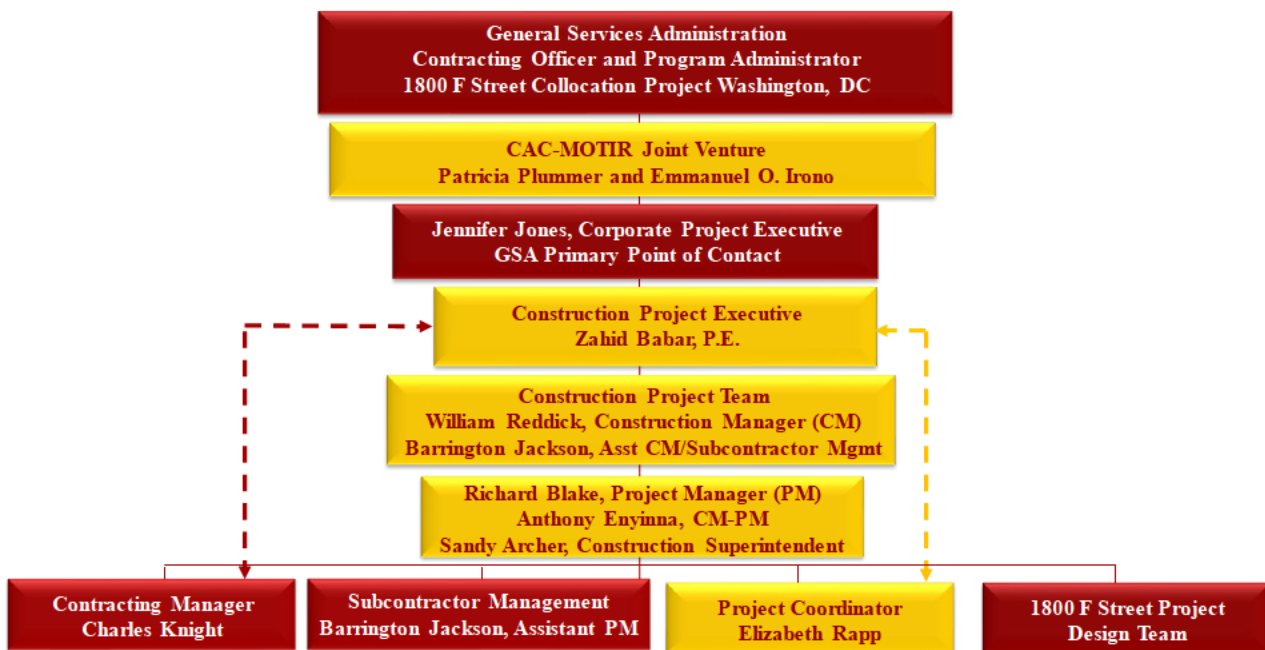 General Services Administration
Contracting Officer and Program Administrator
1800 F Street Collocation Project Washington, DC
CAC-MOTIR Joint Venture
Patricia Plummer and Emmanuel O. Irono
Jennifer Jones, Corporate Project Executive
GSA Primary Point of Contact
Construction Project Executive
Zahid Babar, P.E.
Construction Project Team
William Reddick, Construction Manager (CM)
Barrington Jackson, Asst CM/Subcontractor Mgmt
Richard Blake, Project Manager (PM)
Anthony Enyinna, CM-PM
Sandy Archer, Construction Superintendent
Contracting Manager
Charles Knight
Subcontractor Management
Barrington Jackson, Assistant PM
Project Coordinator
Elizabeth Rapp
1800 F Street Project
Design Team